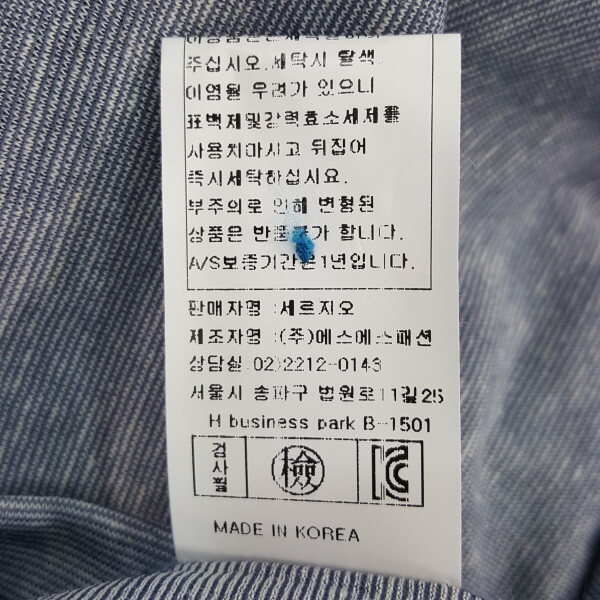 주십시오.세탁시 탈색.
이염될 우려가 있으니
표백제및강력효소세제를
사용치마시고 뒤집어
즉시세탁하십시요.
부주의로 인해 변형된
상품은 반품불가 합니다.
A/S보증기간은1년입니다.
판매자명 :세르지오
제조자명 :(주)에스에스패션
상담실 02)2212-0143
서울시 송파구 법원로11길25
H business park B-1501
검사필 檢
MADE IN KOREA